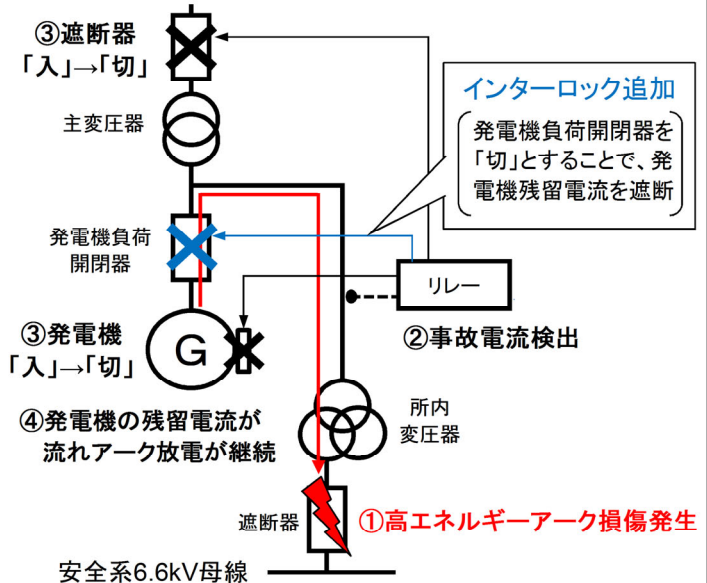 ③遮断器
「入」→「切」
主変圧器
インターロック追加
発電機負荷開閉器を
「切」とすることで、発
電機残留電流を遮断
発電機負荷
開閉器
リレー
②事故電流検出
③発電機
「入」→「切」
G
④発電機の残留電流が
流れアーク放電が継続
所内
変圧器
遮断器
①高エネルギーアーク損傷発生
安全系6.6kV母線